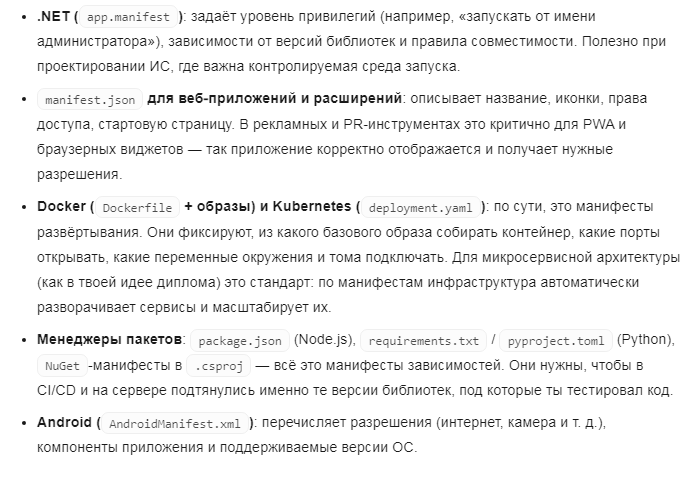 • .NET (app.manifest): задаёт уровень привилегий (например, «запускать от имени
администратора»), зависимости от версий библиотек и правила совместимости. Полезно при
проектировании ИС, где важна контролируемая среда запуска.
• manifest.json для веб-приложений и расширений: описывает название, иконки, права
доступа, стартовую страницу. В рекламных и PR-инструментах это критично для PWA и
браузерных виджетов — так приложение корректно отображается и получает нужные
разрешения.
• Docker (Dockerfile + образы) и Kubernetes (deployment.yaml): по сути, это манифесты
развёртывания. Они фиксируют, из какого базового образа собирать контейнер, какие порты
открывать, какие переменные окружения и тома подключать. Для микросервисной архитектуры
(как в твоей идее диплома) это стандарт: по манифестам инфраструктура автоматически
разворачивает сервисы и масштабирует их.
• Менеджеры пакетов: package.json (Node.js), requirements.txt / pyproject.toml (Python),
NuGet-манифесты в .csproj — всё это манифесты зависимостей. Они нужны, чтобы в
CI/CD и на сервере подтянулись именно те версии библиотек, под которые ты тестировал код.
• Android (AndroidManifest.xml): перечисляет разрешения (интернет, камера и т. д.),
компоненты приложения и поддерживаемые версии ОС.